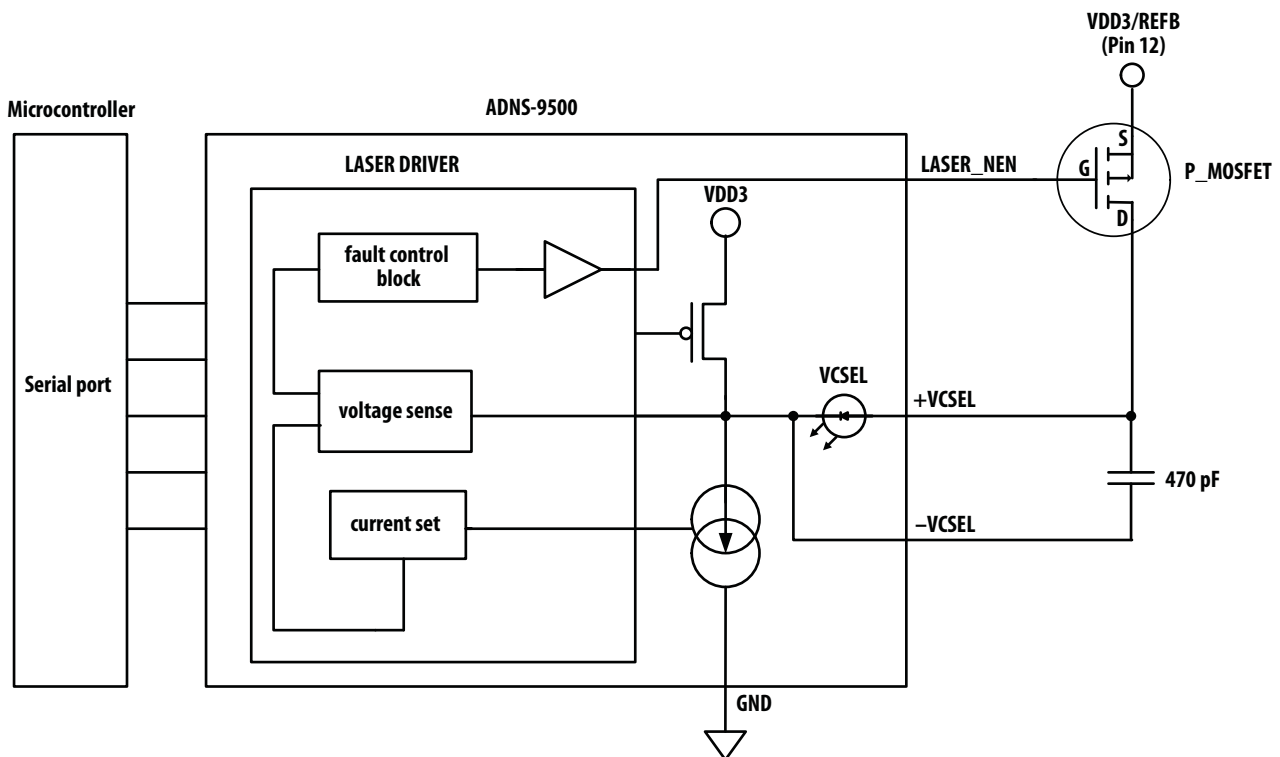 VDD3/REFB
(Pin 12)
Microcontroller
ADNS-9500
S
LASER DRIVER
LASER_NEN
G
P_MOSFET
VDD3
D
fault control
block
Serial port
voltage sense
VCSEL
+VCSEL
470 pF
current set
–VCSEL
GND